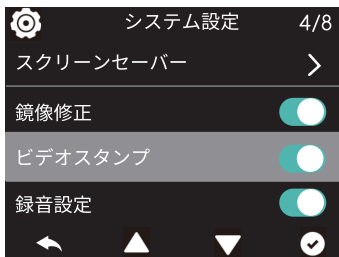 システム設定 4/8
スクリーンセーバー
鏡像修正
ビデオスタンプ
録音設定